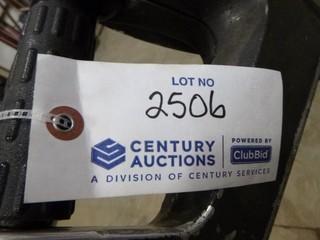 LOT NO
2506
CENTURY AUCTIONS
POWERED BY
ClubBid
A DIVISION OF CENTURY SERVICES